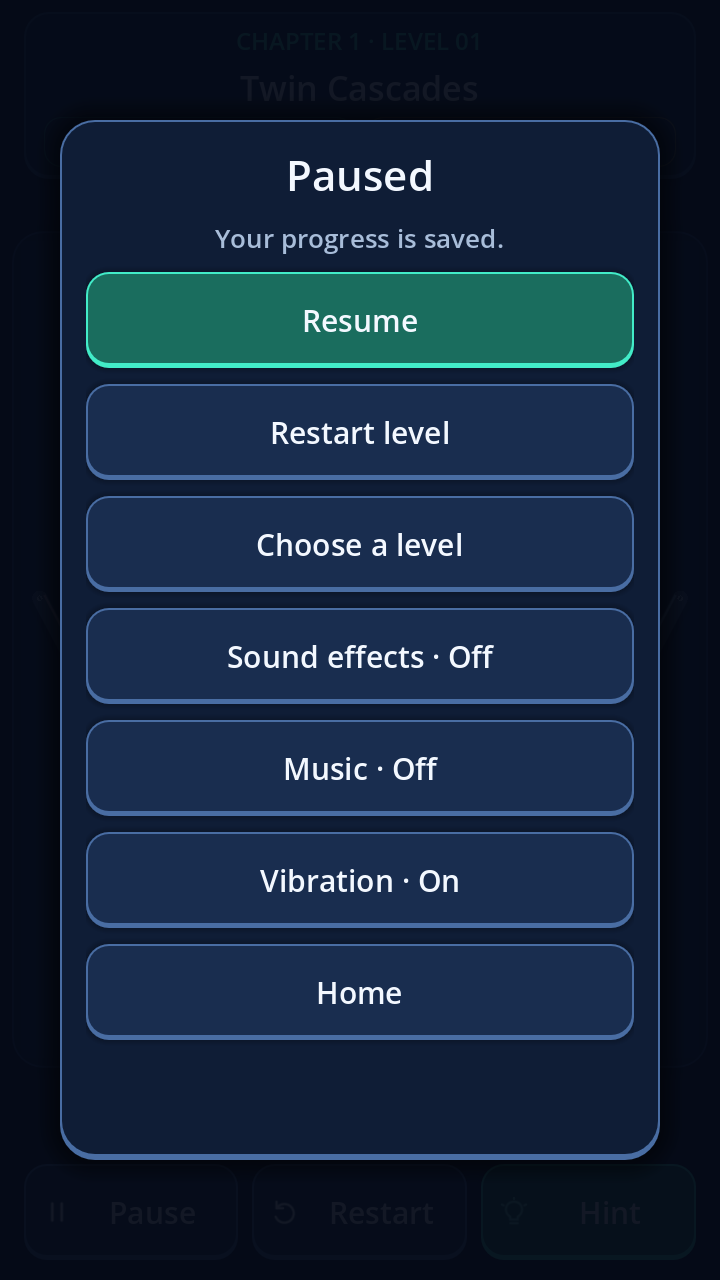 CHAPTER 1 · LEVEL 01
Twin Cascades
Paused
Your progress is saved.
Resume
Restart level
Choose a level
Sound effects · Off
Music · Off
Vibration · On
Home
Pause
Restart
Hint